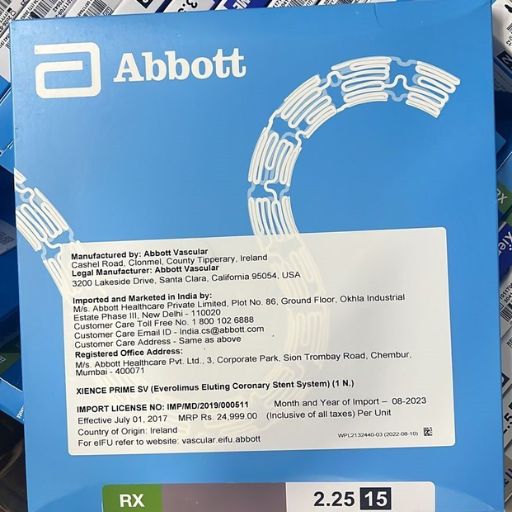 Abbott
Manufactured by: Abbott Vascular
Cashel Road, Clonmel, County Tipperary, Ireland
Legal Manufacturer: Abbott Vascular
3200 Lakeside Drive, Santa Clara, California 95054, USA
Imported and Marketed in India by:
M/s. Abbott Healthcare Private Limited, Plot No. 86, Ground Floor, Okhla Industrial
Estate Phase III, New Delhi - 110020
Customer Care Toll Free No. 1 800 102 6888
Customer Care Email ID - India.cs@abbott.com
Customer Care Address - Same as above
Registered Office Address:
M/s. Abbott Healthcare Pvt. Ltd., 3, Corporate Park, Sion Trombay Road, Chembur,
Mumbai - 400071
XIENCE PRIME SV (Everolimus Eluting Coronary Stent System) (1 N.)
IMPORT LICENSE NO: IMP/MD/2019/000511 Month and Year of Import – 08-2023
Effective July 01, 2017 MRP Rs 24,999.00 (Inclusive of all taxes) Per Unit
Country of Origin: Ireland
For eIFU refer to website: vascular.eifu.abbott
WPL2132440-03 (2022-08-10)
RX 2.25 15